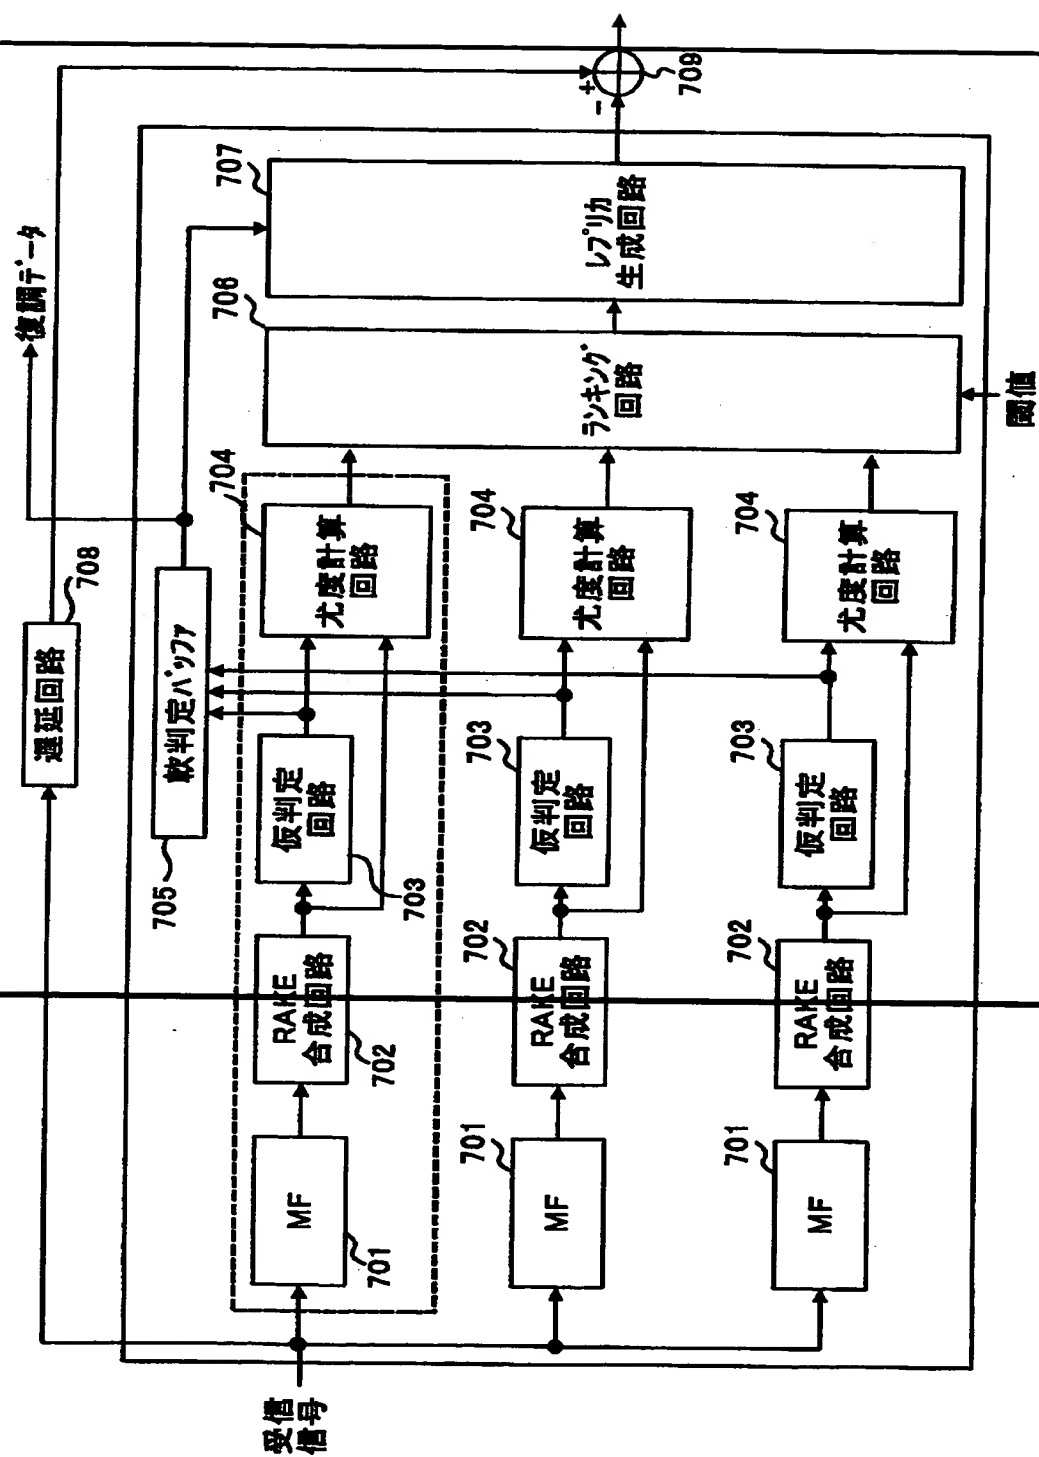 受信
信号
遅延回路
708
復調データ
軟判定バッファ
705
MF
701
RAKE
合成回路
702
仮判定
回路
703
尤度計算
回路
704
MF
701
RAKE
合成回路
702
仮判定
回路
703
尤度計算
回路
704
MF
701
RAKE
合成回路
702
仮判定
回路
703
尤度計算
回路
704
ランキング
回路
706
閾値
レプリカ
生成回路
707
+
-
709